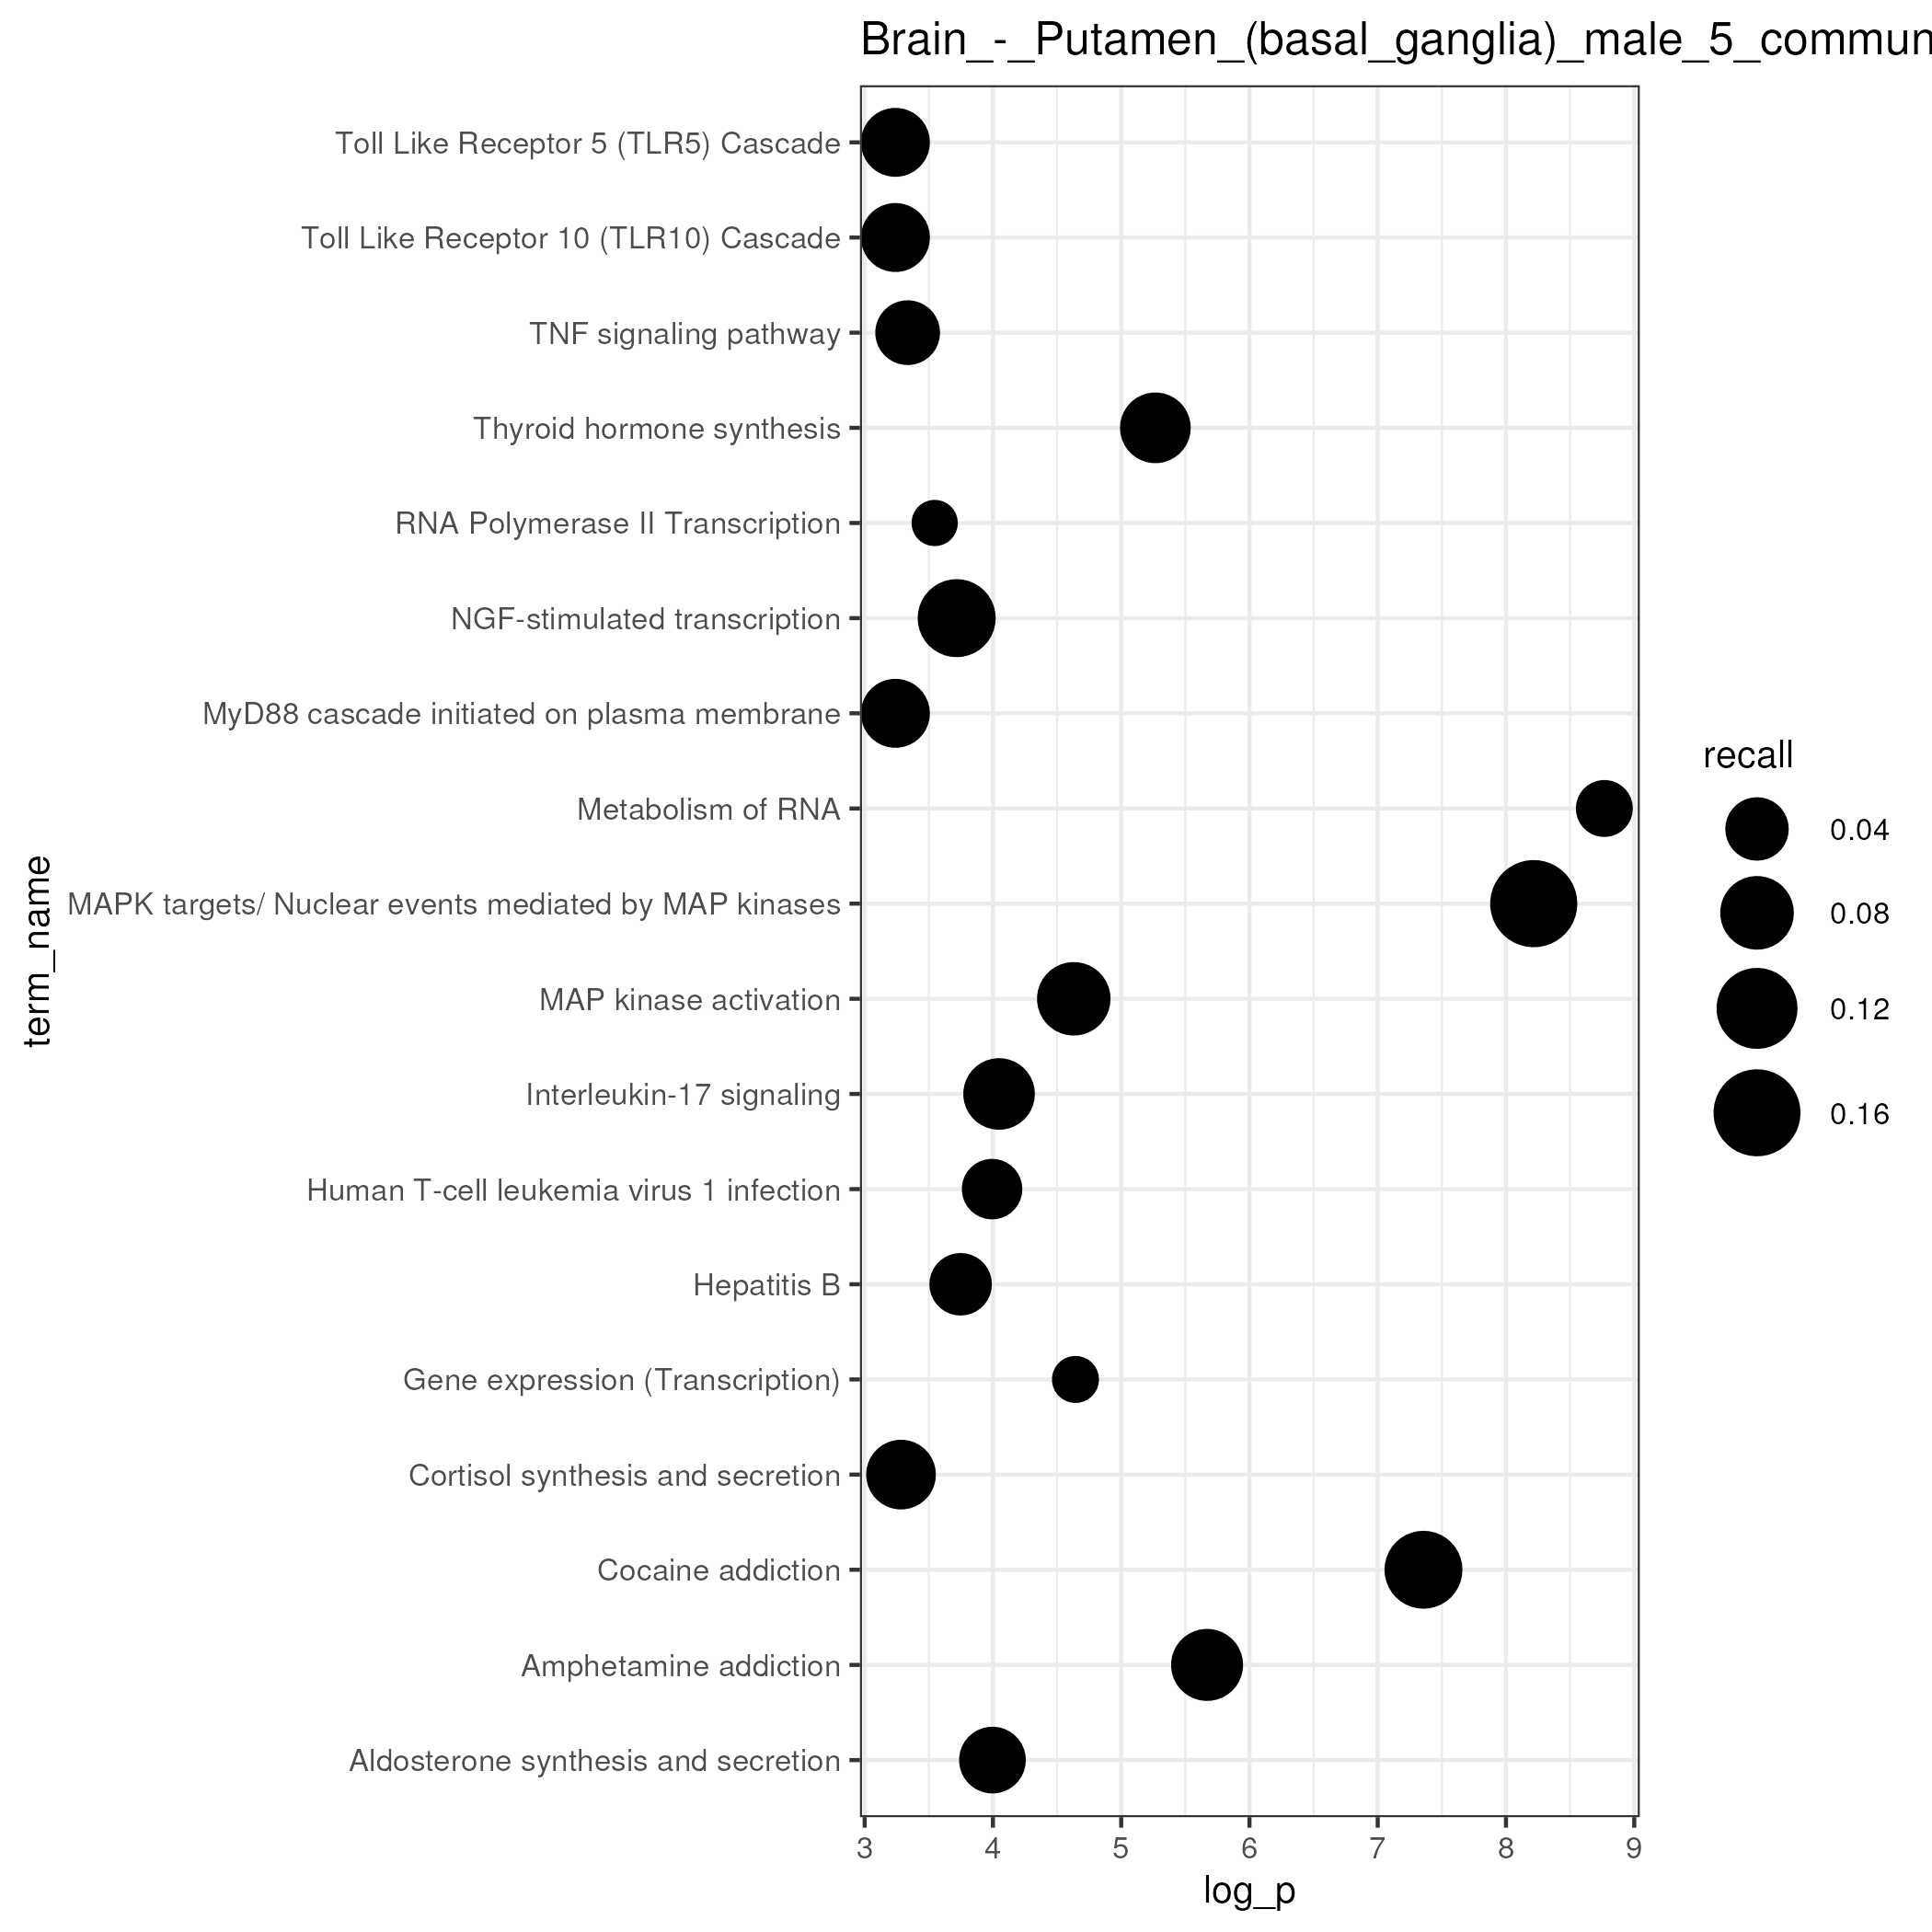 Brain_-_Putamen_(basal_ganglia)_male_5_commun
Toll Like Receptor 5 (TLR5) Cascade
Toll Like Receptor 10 (TLR10) Cascade
TNF signaling pathway
Thyroid hormone synthesis
RNA Polymerase II Transcription
NGF-stimulated transcription
MyD88 cascade initiated on plasma membrane
Metabolism of RNA
MAPK targets/ Nuclear events mediated by MAP kinases
MAP kinase activation
Interleukin-17 signaling
Human T-cell leukemia virus 1 infection
Hepatitis B
Gene expression (Transcription)
Cortisol synthesis and secretion
Cocaine addiction
Amphetamine addiction
Aldosterone synthesis and secretion
term_name
3 4 5 6 7 8 9
log_p
recall
0.04
0.08
0.12
0.16